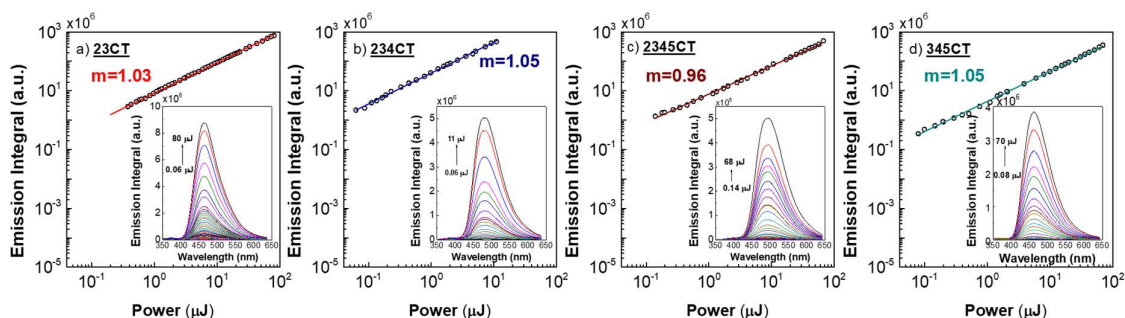 x10⁶
10³
10¹
10⁻¹
10⁻³
10⁻⁵
Emission Integral (a.u.)
a) 23CT
m=1.03
x10⁶
10
8
6
4
2
0
80 µJ
0.06 µJ
Emission Integral (a.u.)
350 400 450 500 550 600 650
Wavelength (nm)
10⁻¹ 10⁰ 10¹ 10²
Power (µJ)
x10⁶
10³
10¹
10⁻¹
10⁻³
10⁻⁵
Emission Integral (a.u.)
b) 234CT
m=1.05
x10⁶
5
4
3
2
1
0
11 µJ
0.06 µJ
Emission Integral (a.u.)
400 450 500 550 600 650
Wavelength (nm)
10⁻¹ 10⁰ 10¹ 10²
Power (µJ)
x10⁶
10³
10¹
10⁻¹
10⁻³
10⁻⁵
Emission Integral (a.u.)
c) 2345CT
m=0.96
x10⁶
5
4
3
2
1
0
68 µJ
0.14 µJ
Emission Integral (a.u.)
350 400 450 500 550 600 650
Wavelength (nm)
10⁻¹ 10⁰ 10¹ 10²
Power (µJ)
x10⁶
10³
10¹
10⁻¹
10⁻³
10⁻⁵
Emission Integral (a.u.)
d) 345CT
m=1.05
x10⁶
4
3
2
1
0
70 µJ
0.08 µJ
Emission Integral (a.u.)
350 400 450 500 550 600 650
Wavelength (nm)
10⁻¹ 10⁰ 10¹ 10²
Power (µJ)